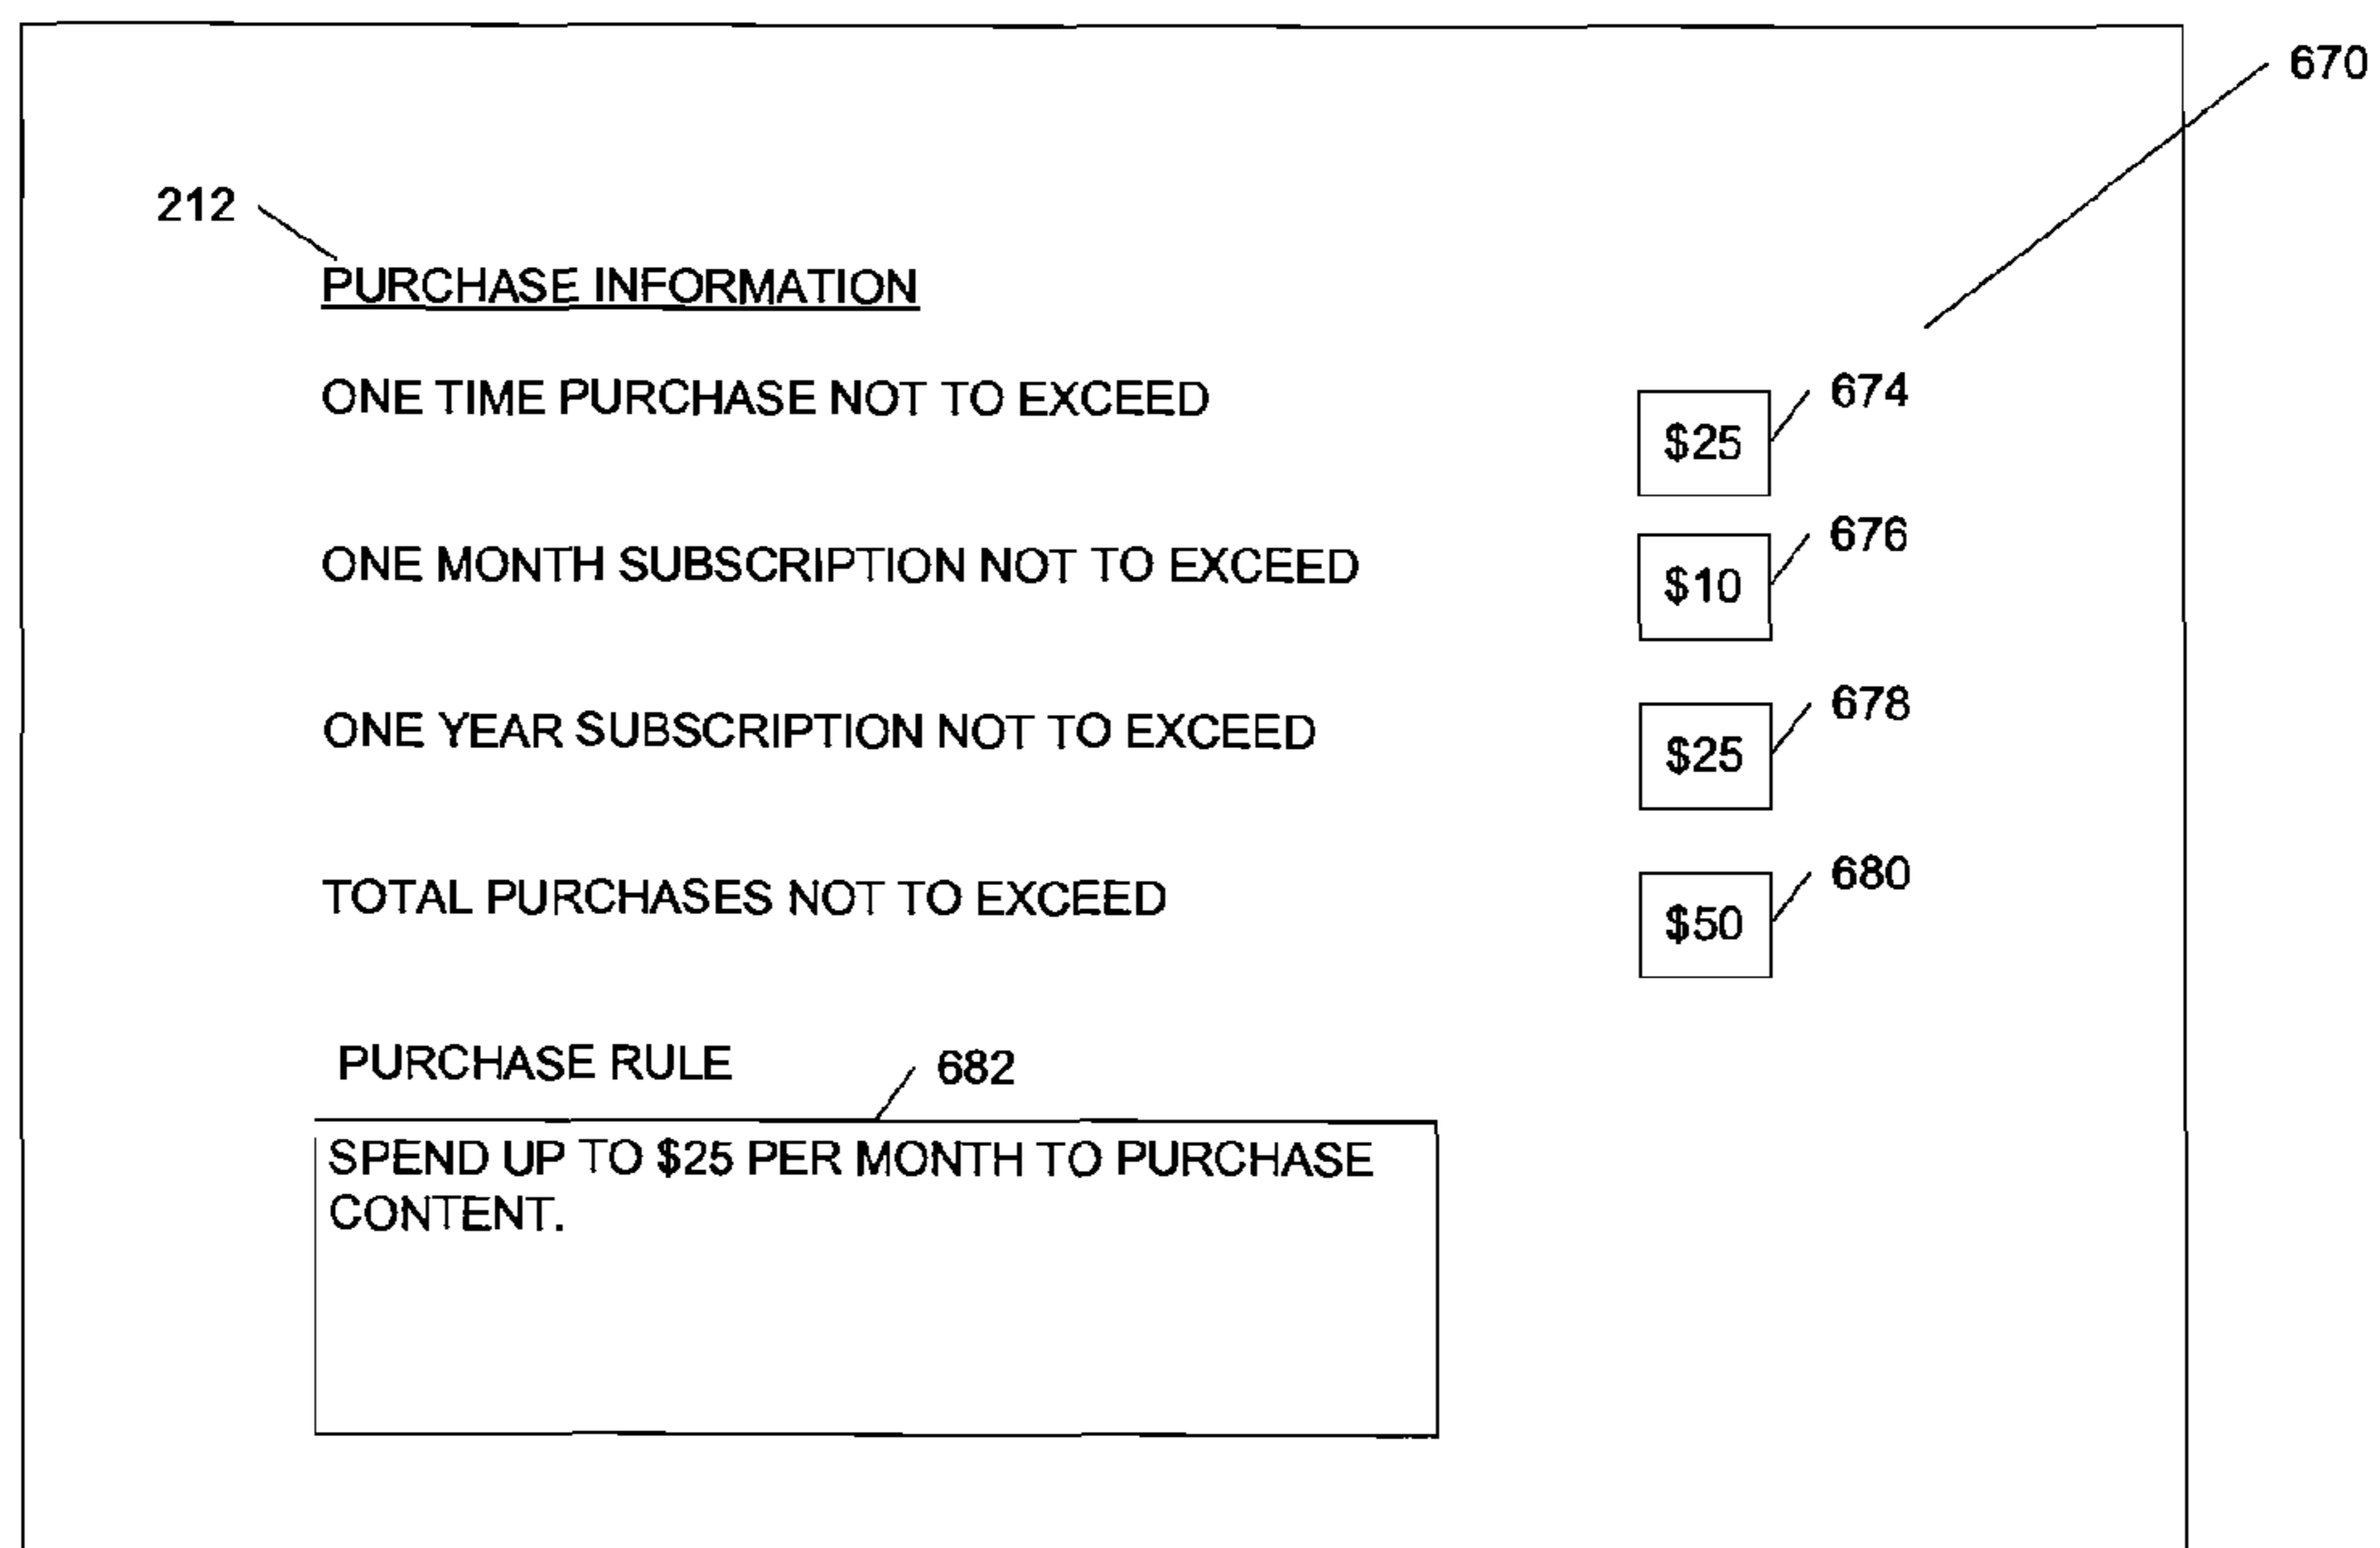 670
212
PURCHASE INFORMATION
ONE TIME PURCHASE NOT TO EXCEED
674
$25
ONE MONTH SUBSCRIPTION NOT TO EXCEED
676
$10
ONE YEAR SUBSCRIPTION NOT TO EXCEED
678
$25
TOTAL PURCHASES NOT TO EXCEED
680
$50
PURCHASE RULE
682
SPEND UP TO $25 PER MONTH TO PURCHASE
CONTENT.